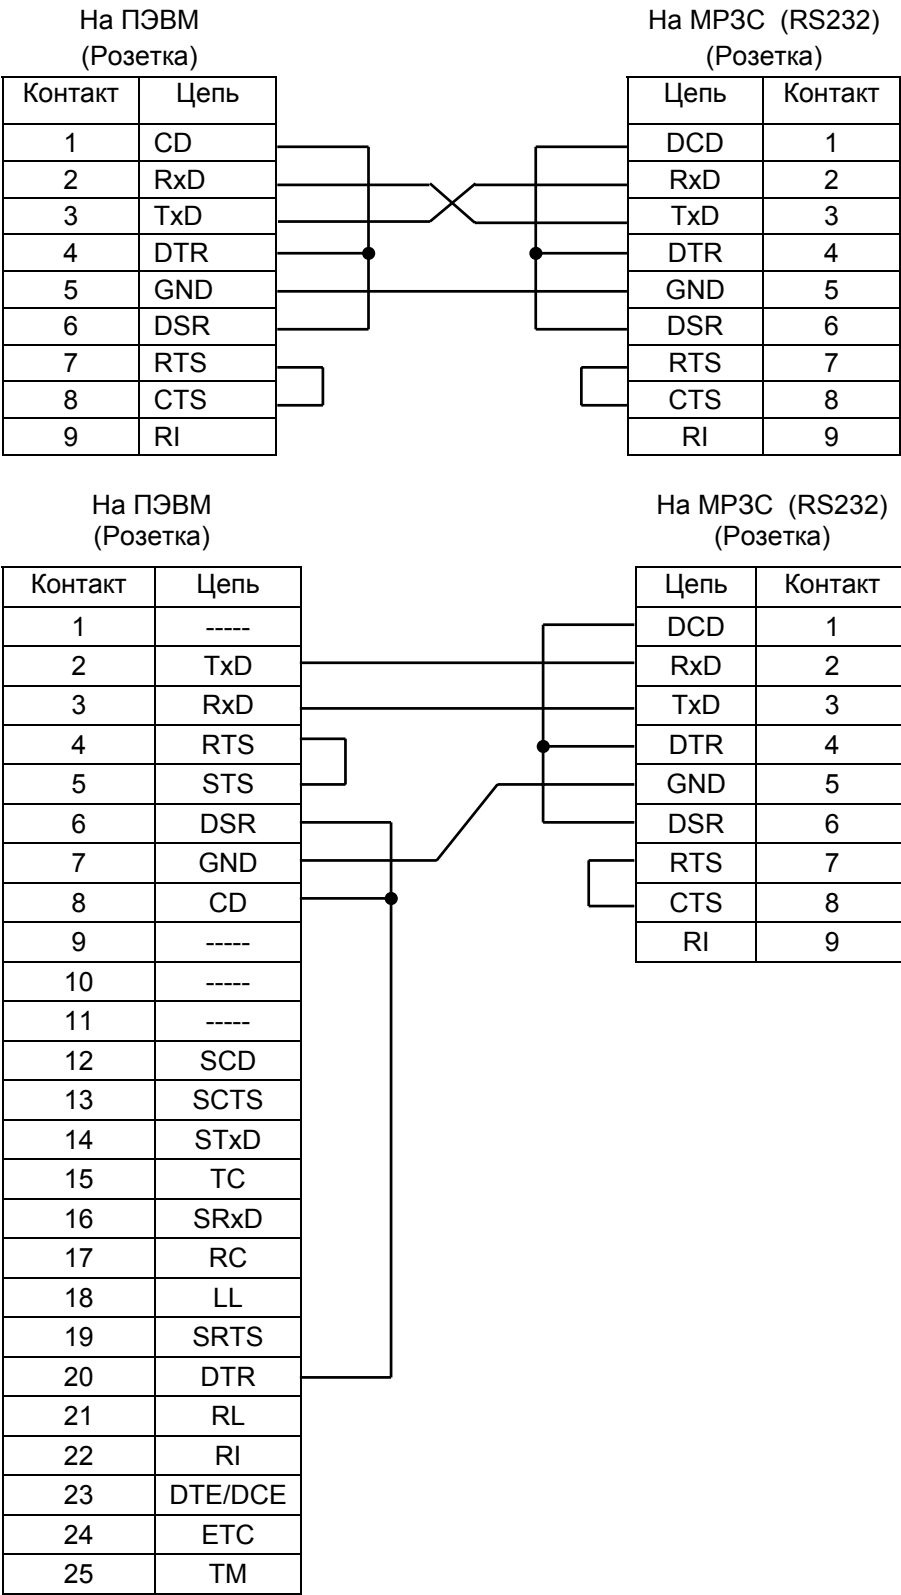 На ПЭВМ На МРЗС (RS232)
(Розетка) (Розетка)
Контакт Цепь Цепь Контакт
1 CD DCD 1
2 RxD RxD 2
3 TxD TxD 3
4 DTR DTR 4
5 GND GND 5
6 DSR DSR 6
7 RTS RTS 7
8 CTS CTS 8
9 RI RI 9
На ПЭВМ На МРЗС (RS232)
(Розетка) (Розетка)
Контакт Цепь Цепь Контакт
1 ----- DCD 1
2 TxD RxD 2
3 RxD TxD 3
4 RTS DTR 4
5 STS GND 5
6 DSR DSR 6
7 GND RTS 7
8 CD CTS 8
9 ----- RI 9
10 -----
11 -----
12 SCD
13 SCTS
14 STxD
15 TC
16 SRxD
17 RC
18 LL
19 SRTS
20 DTR
21 RL
22 RI
23 DTE/DCE
24 ETC
25 TM